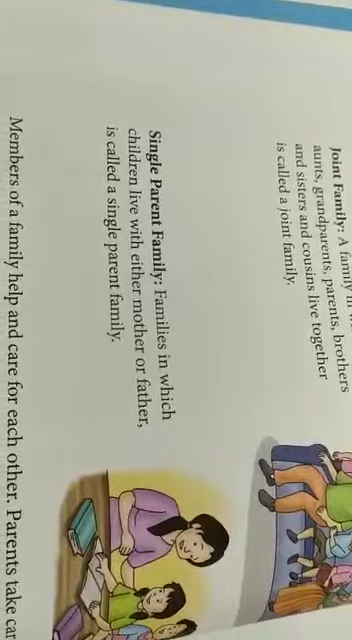 Joint Family: A family in
aunts, grandparents, parents, brothers
and sisters and cousins live together
is called a joint family.
Single Parent Family: Families in which
children live with either mother or father,
is called a single parent family.
Members of a family help and care for each other. Parents take car